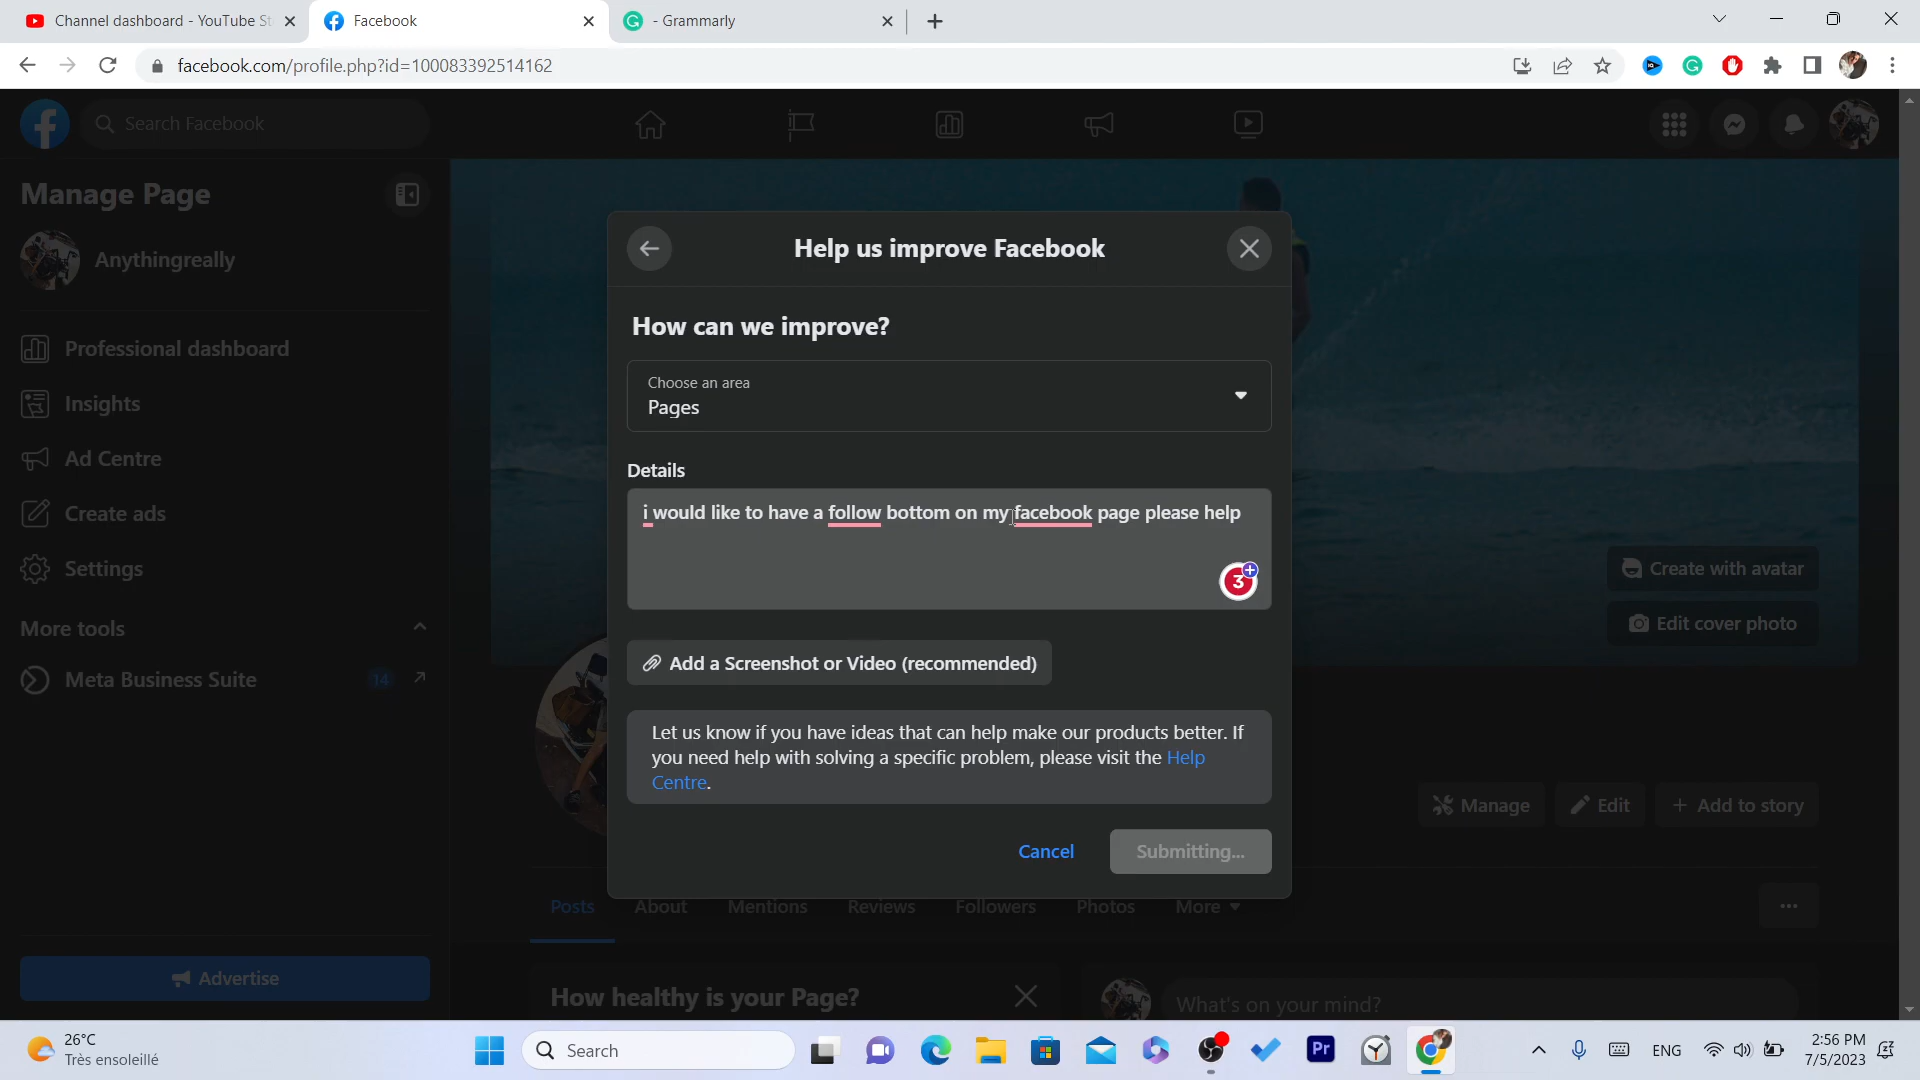 Channel dashboard - YouTube St
Facebook
- Grammarly
facebook.com/profile.php?id=100083392514162
Search Facebook
Manage Page
Anythingreally
Professional dashboard
Insights
Ad Centre
Create ads
Settings
More tools
Meta Business Suite
14
Advertise
Help us improve Facebook
How can we improve?
Choose an area
Pages
Details
i would like to have a follow bottom on my facebook page please help
3
Add a Screenshot or Video (recommended)
Let us know if you have ideas that can help make our products better. If
you need help with solving a specific problem, please visit the Help
Centre.
Cancel
Submitting...
Create with avatar
Edit cover photo
Manage
Edit
+ Add to story
Posts
About
Mentions
Reviews
Followers
Photos
More
How healthy is your Page?
What's on your mind?
26°C
Très ensoleillé
Search
Pr
ENG
2:56 PM
7/5/2023